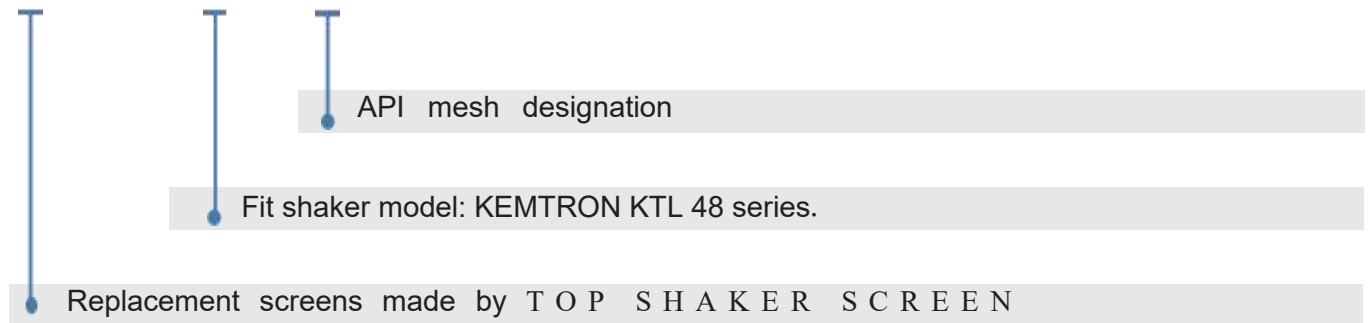 API mesh designation
Fit shaker model: KEMTRON KTL 48 series.
Replacement screens made by TOP SHAKER SCREEN